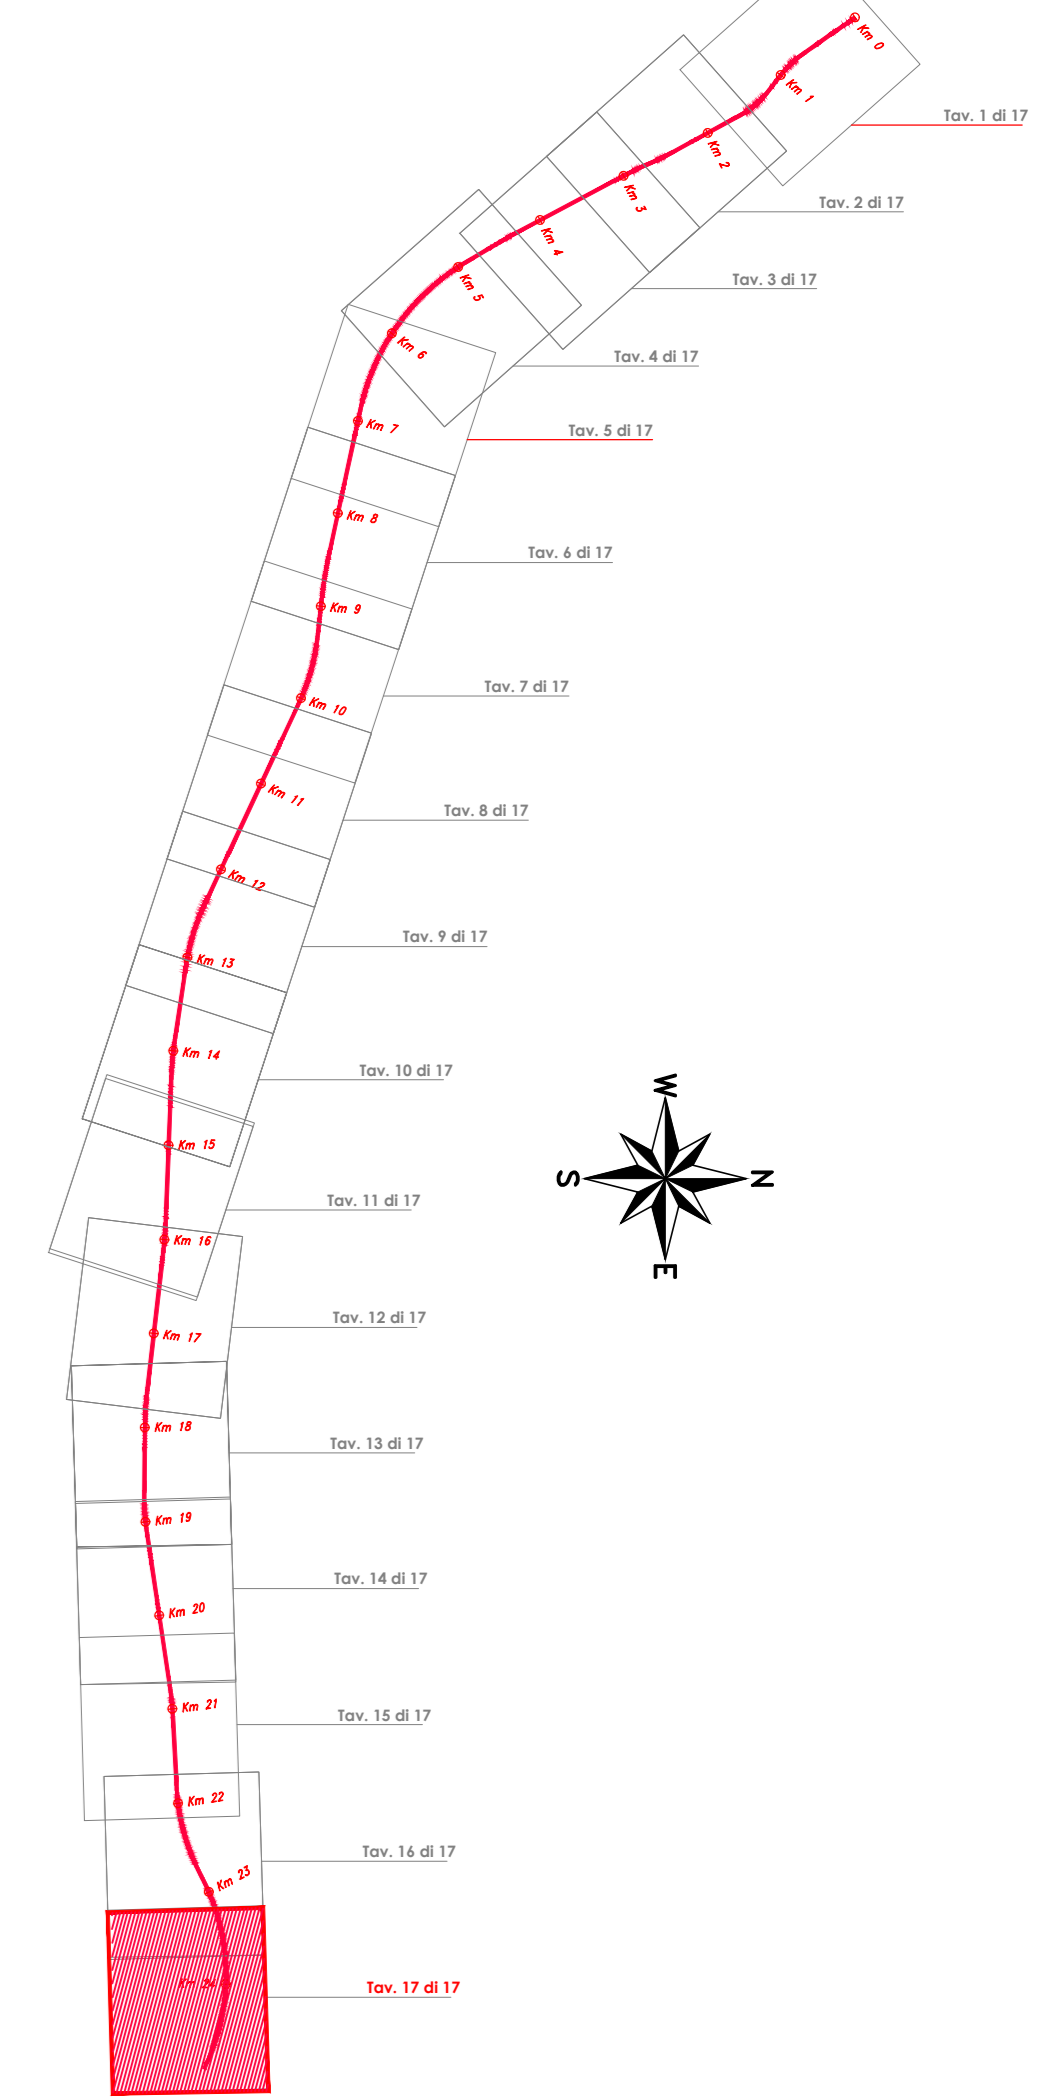 Km 0
Km 1
Tav. 1 di 17
Km 2
Km 3
Tav. 2 di 17
Km 4
Km 5
Tav. 3 di 17
Km 6
Tav. 4 di 17
Km 7
Tav. 5 di 17
Km 8
Tav. 6 di 17
Km 9
Tav. 7 di 17
Km 10
Km 11
Tav. 8 di 17
Km 12
Tav. 9 di 17
Km 13
Km 14
Tav. 10 di 17
W
Km 15
S
N
Tav. 11 di 17
Km 16
E
Tav. 12 di 17
Km 17
Km 18
Tav. 13 di 17
Km 19
Tav. 14 di 17
Km 20
Km 21
Tav. 15 di 17
Km 22
Tav. 16 di 17
Km 23
Km 24
Tav. 17 di 17